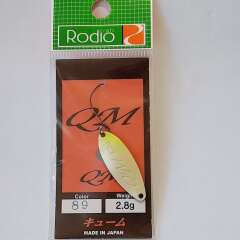 Rodio
QM
QM
Color
Weight
89
2.8g
キューム
MADE IN JAPAN